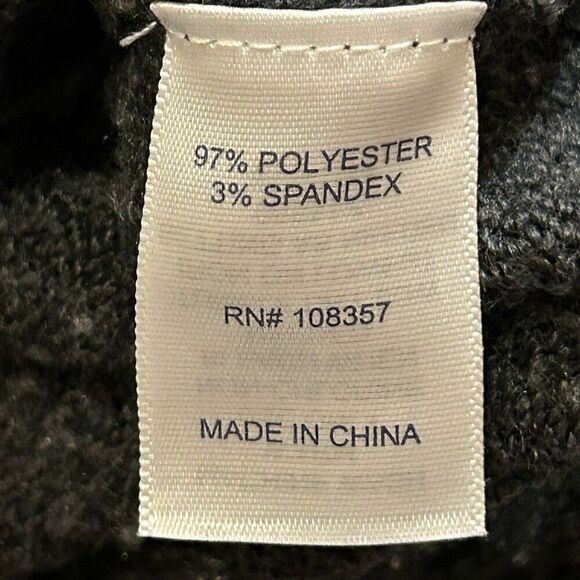 97% POLYESTER
3% SPANDEX
RN# 108357
MADE IN CHINA